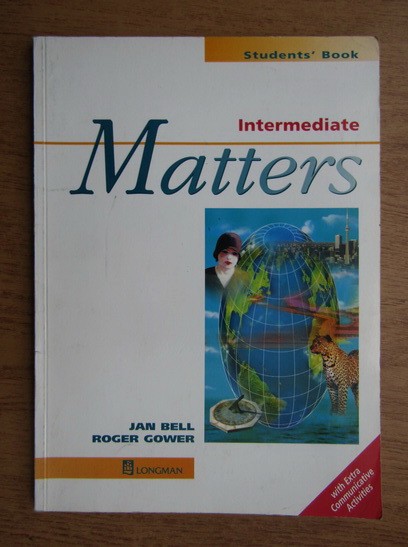 Students' Book
Intermediate
Matters
JAN BELL
ROGER GOWER
LONGMAN
with Extra
Communicative
Activities